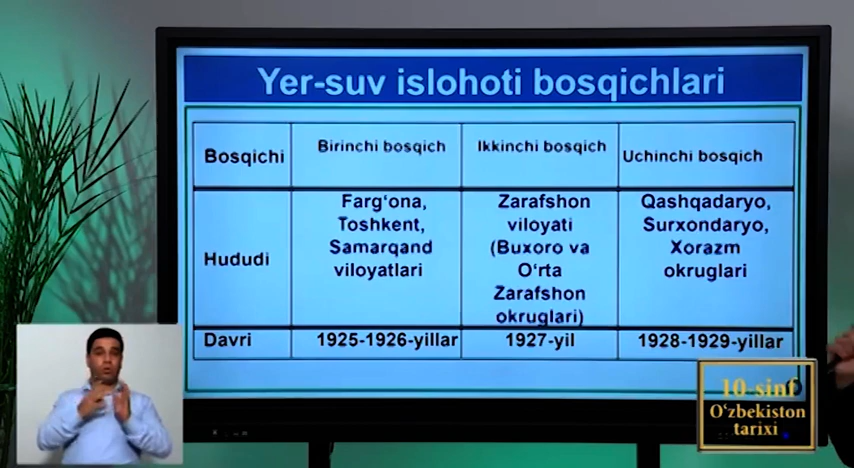 Yer-suv islohoti bosqichlari
Bosqichi
Birinchi bosqich
Ikkinchi bosqich
Uchinchi bosqich
Hududi
Farg‘ona,
Toshkent,
Samarqand
viloyatlari
Zarafshon
viloyati
(Buxoro va
O‘rta
Zarafshon
okruglari)
Qashqadaryo,
Surxondaryo,
Xorazm
okruglari
Davri
1925-1926-yillar
1927-yil
1928-1929-yillar
10-sinf
O‘zbekiston
tarixi